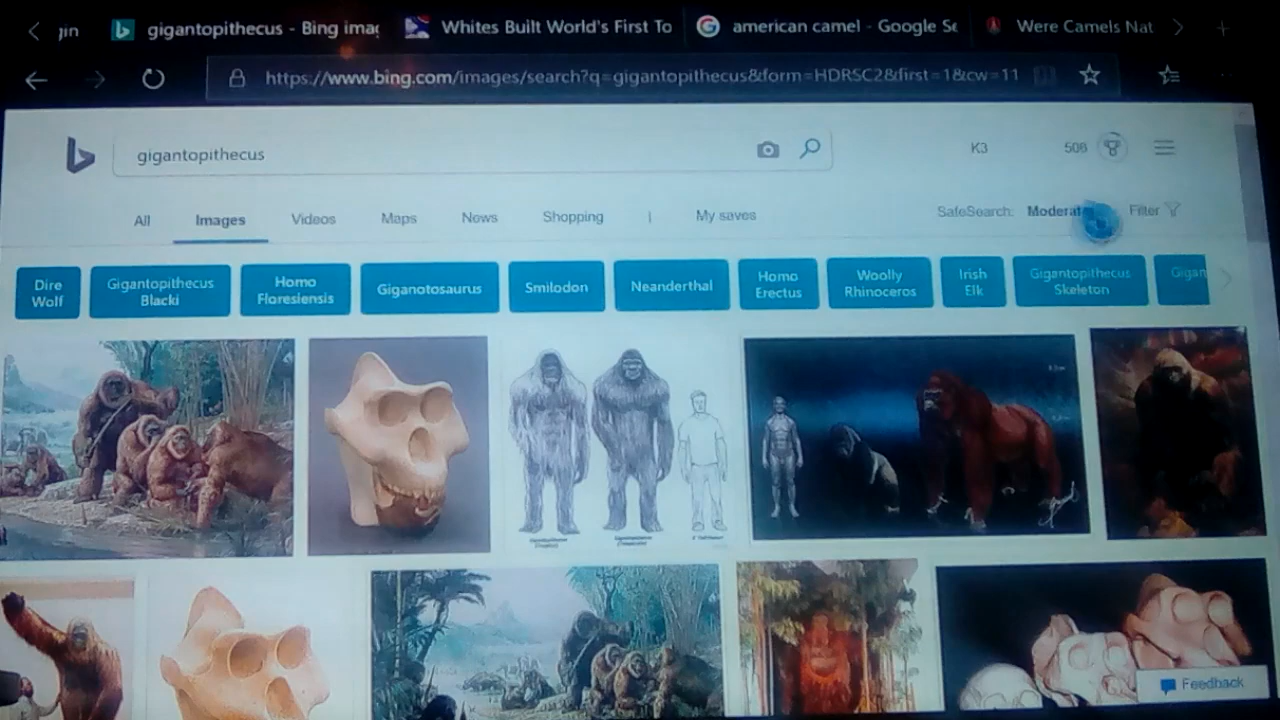 gigantopithecus - Bing imag
Whites Built World's First To
american camel - Google Se
Were Camels Nat
https://www.bing.com/images/search?q=gigantopithecus&form=HDRSC2&first=1&cw=11
gigantopithecus
K3
508
All
Images
Videos
Maps
News
Shopping
|
My saves
SafeSearch:
Moderat
Filter
Dire
Wolf
Gigantopithecus
Blacki
Homo
Floresiensis
Giganotosaurus
Smilodon
Neanderthal
Homo
Erectus
Woolly
Rhinoceros
Irish
Elk
Gigantopithecus
Skeleton
Gigan
Feedback